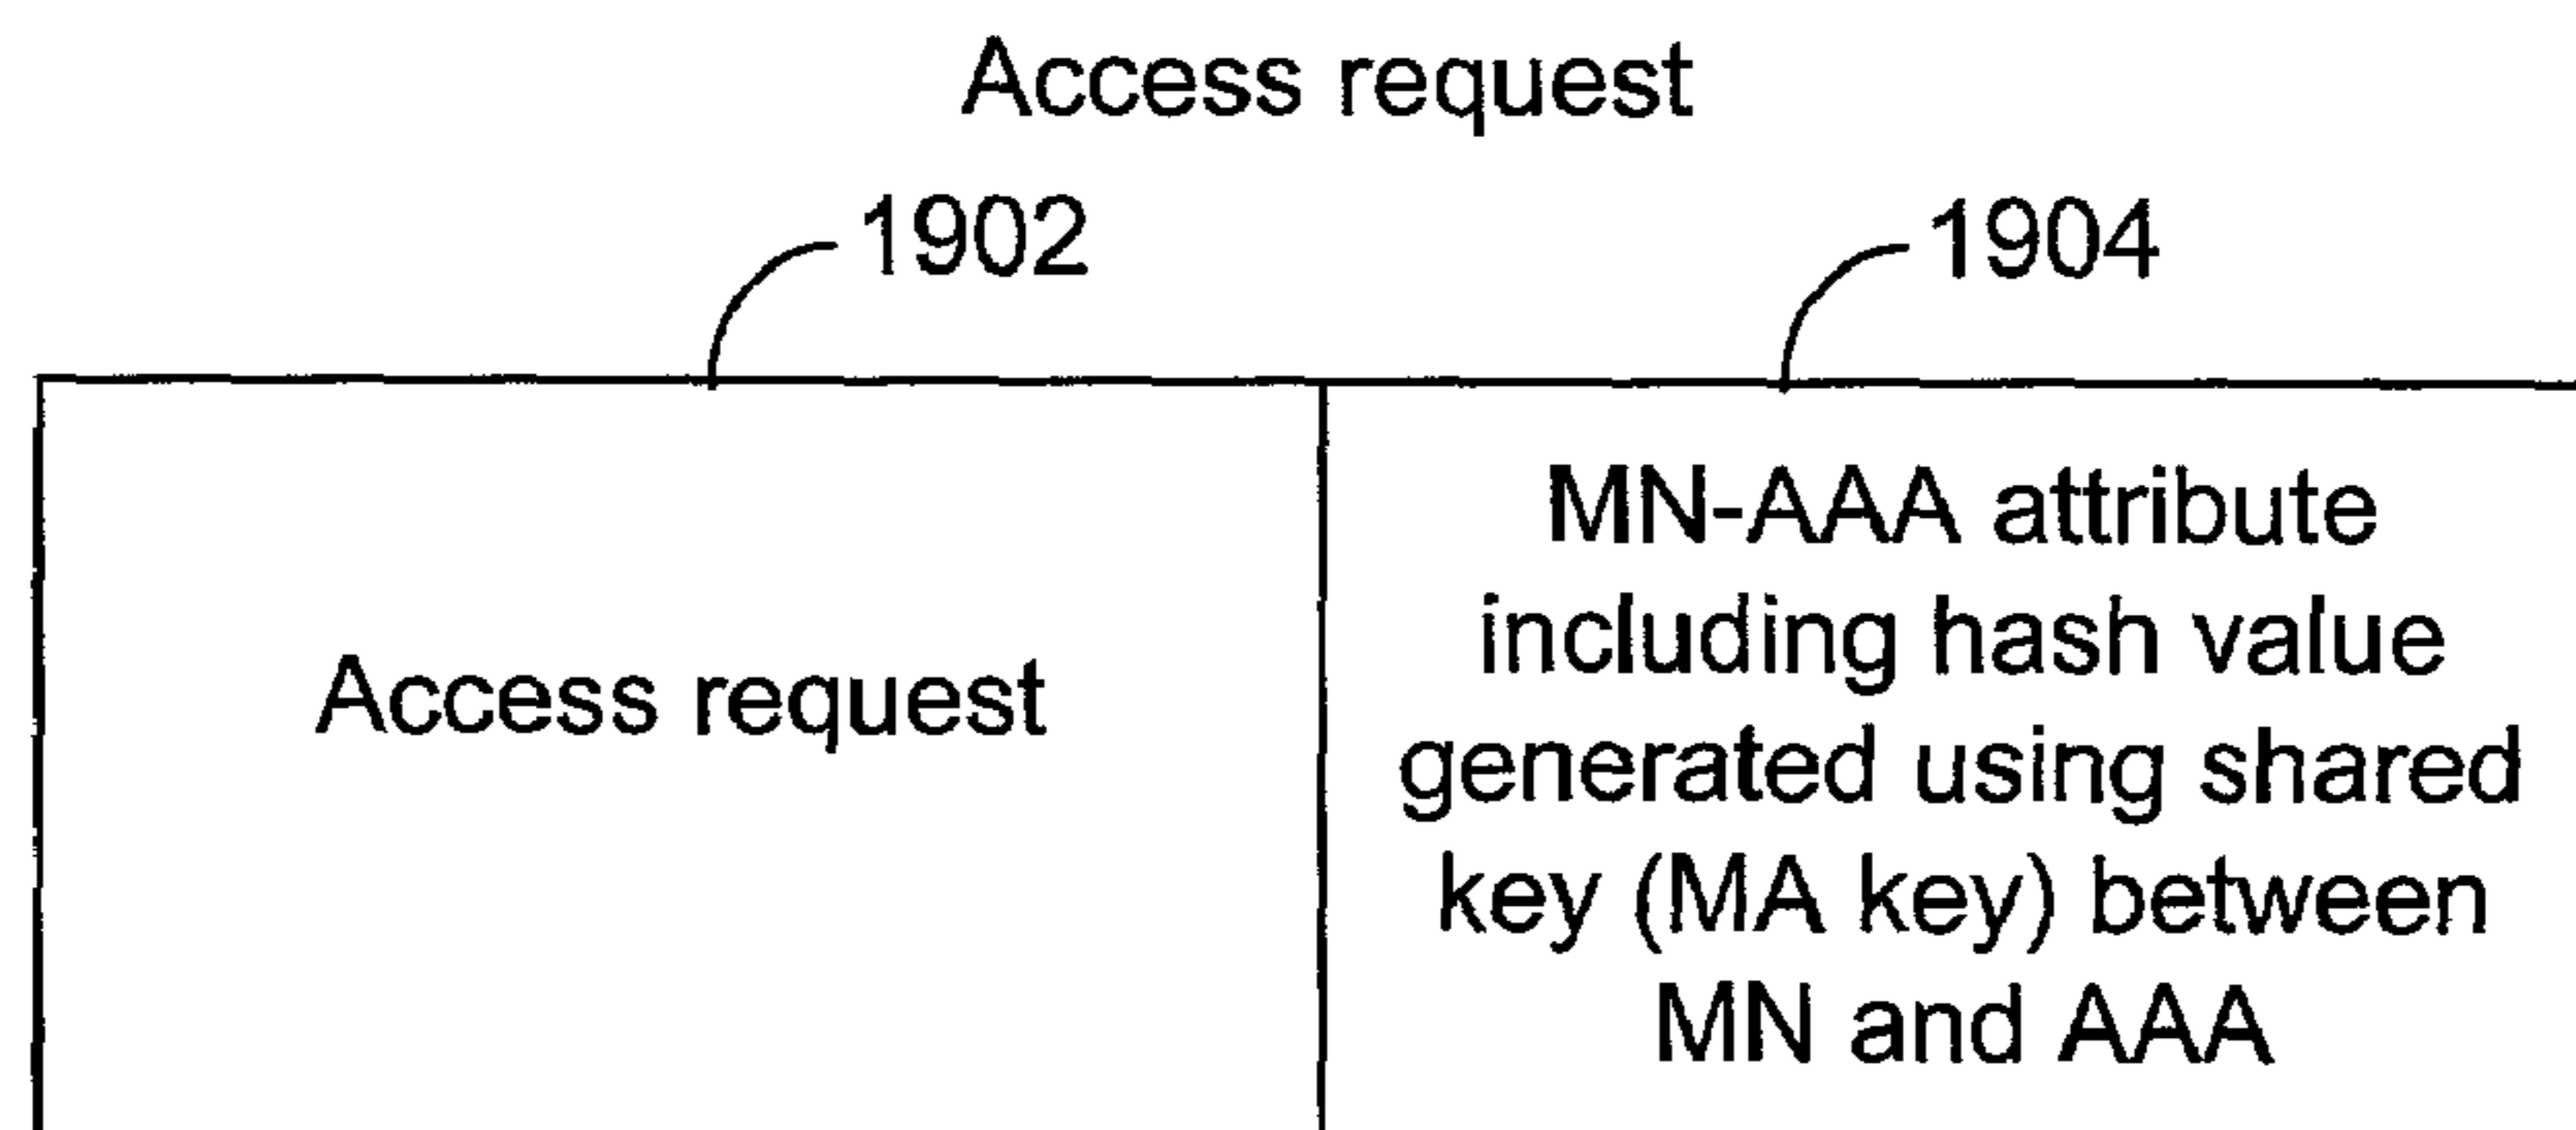 Access request
1902
1904
Access request
MN-AAA attribute
including hash value
generated using shared
key (MA key) between
MN and AAA